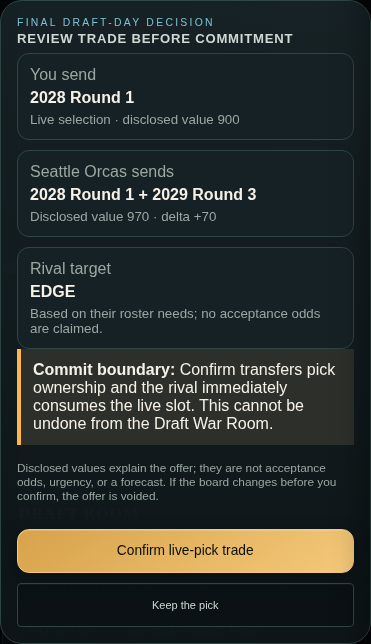 FINAL DRAFT-DAY DECISION
REVIEW TRADE BEFORE COMMITMENT
You send
2028 Round 1
Live selection · disclosed value 900
Seattle Orcas sends
2028 Round 1 + 2029 Round 3
Disclosed value 970 · delta +70
Rival target
EDGE
Based on their roster needs; no acceptance odds
are claimed.
Commit boundary: Confirm transfers pick
ownership and the rival immediately
consumes the live slot. This cannot be
undone from the Draft War Room.
Disclosed values explain the offer; they are not acceptance
odds, urgency, or a forecast. If the board changes before you
confirm, the offer is voided.
Confirm live-pick trade
Keep the pick